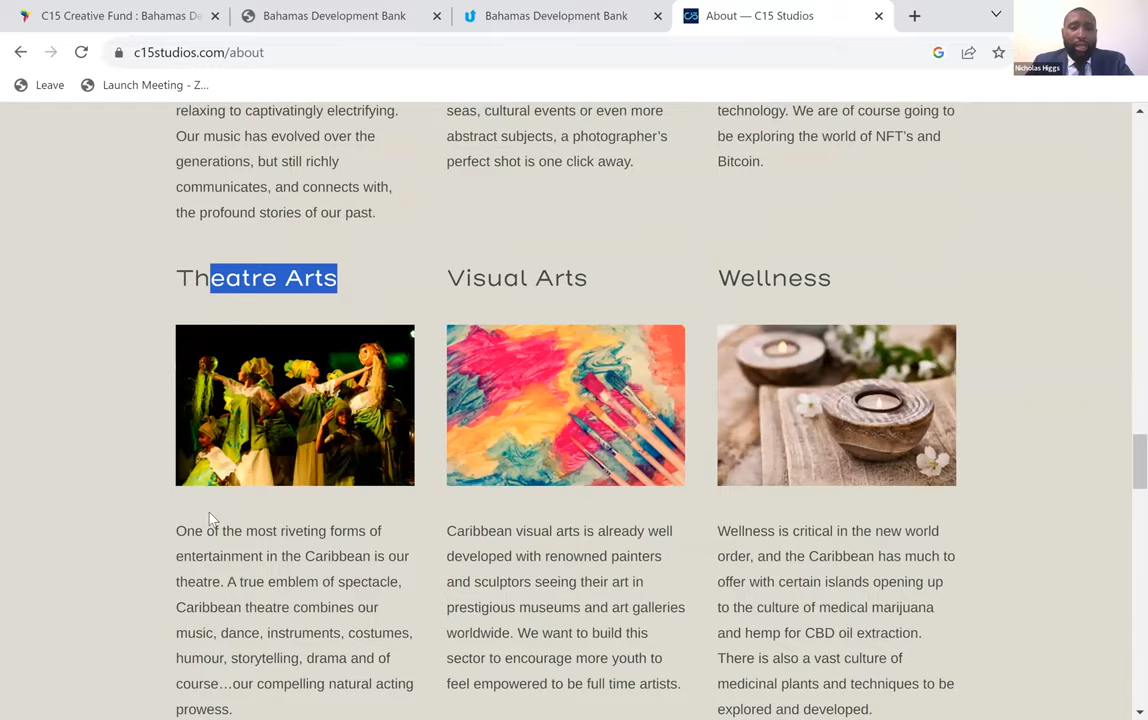 C15 Creative Fund : Bahamas De
Bahamas Development Bank
Bahamas Development Bank
About — C15 Studios
c15studios.com/about
Nicholas Higgs
Leave
Launch Meeting - Z...
relaxing to captivatingly electrifying.
Our music has evolved over the
generations, but still richly
communicates, and connects with,
the profound stories of our past.
seas, cultural events or even more
abstract subjects, a photographer’s
perfect shot is one click away.
technology. We are of course going to
be exploring the world of NFT’s and
Bitcoin.
Theatre Arts
Visual Arts
Wellness
One of the most riveting forms of
entertainment in the Caribbean is our
theatre. A true emblem of spectacle,
Caribbean theatre combines our
music, dance, instruments, costumes,
humour, storytelling, drama and of
course…our compelling natural acting
prowess.
Caribbean visual arts is already well
developed with renowned painters
and sculptors seeing their art in
prestigious museums and art galleries
worldwide. We want to build this
sector to encourage more youth to
feel empowered to be full time artists.
Wellness is critical in the new world
order, and the Caribbean has much to
offer with certain islands opening up
to the culture of medical marijuana
and hemp for CBD oil extraction.
There is also a vast culture of
medicinal plants and techniques to be
explored and developed.